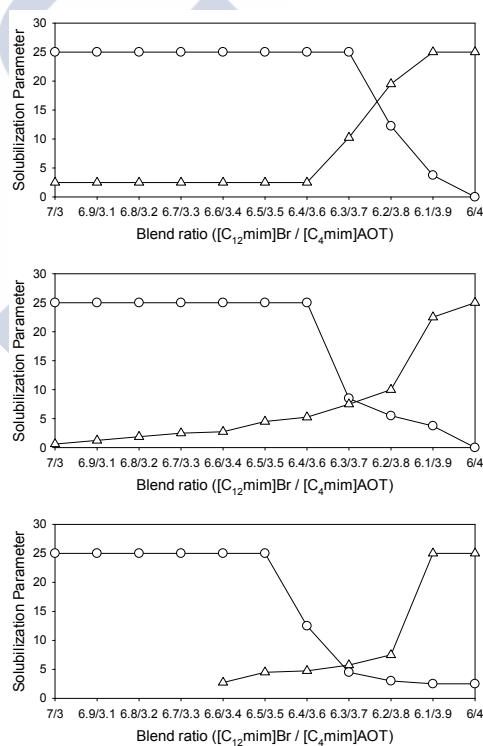 30
25
20
15
10
5
0
Solubilization Parameter
7/3 6.9/3.1 6.8/3.2 6.7/3.3 6.6/3.4 6.5/3.5 6.4/3.6 6.3/3.7 6.2/3.8 6.1/3.9 6/4
Blend ratio ([C₁₂mim]Br / [C₄mim]AOT)
30
25
20
15
10
5
0
Solubilization Parameter
7/3 6.9/3.1 6.8/3.2 6.7/3.3 6.6/3.4 6.5/3.5 6.4/3.6 6.3/3.7 6.2/3.8 6.1/3.9 6/4
Blend ratio ([C₁₂mim]Br / [C₄mim]AOT)
30
25
20
15
10
5
0
Solubilization Parameter
7/3 6.9/3.1 6.8/3.2 6.7/3.3 6.6/3.4 6.5/3.5 6.4/3.6 6.3/3.7 6.2/3.8 6.1/3.9 6/4
Blend ratio ([C₁₂mim]Br / [C₄mim]AOT)